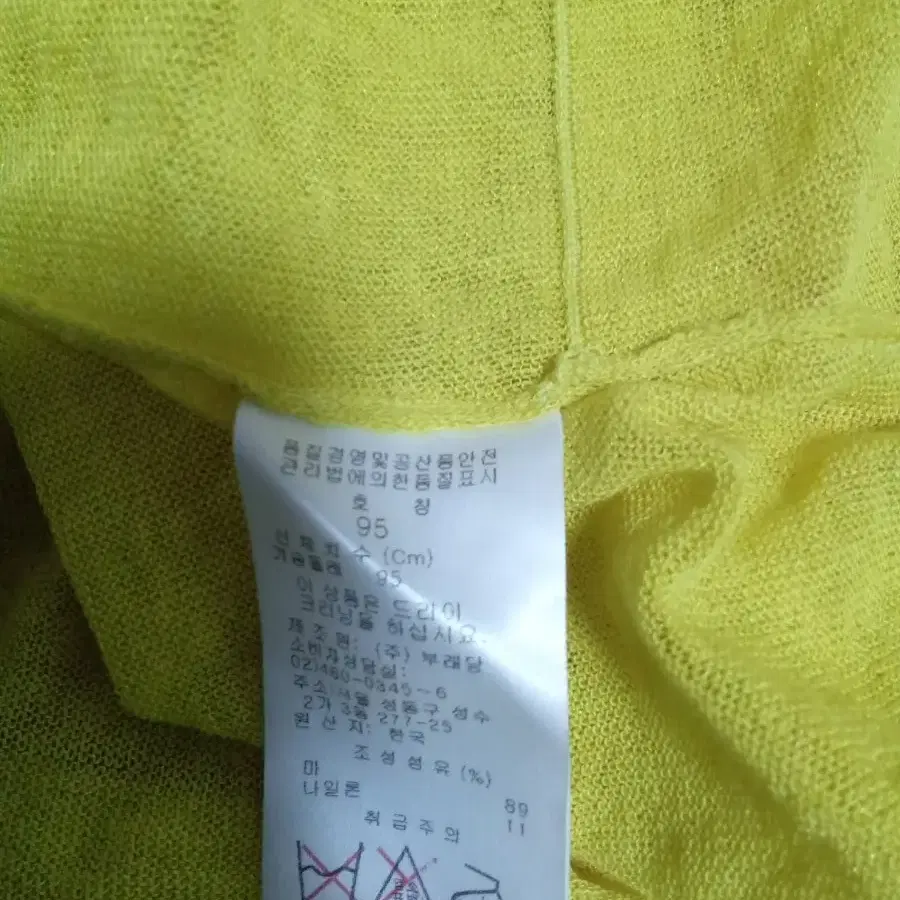 품질경영및공산품안전
관리법에의한품질표시
호 칭
95
신체치수 (Cm)
가슴둘레 95
이 상품은 드라이
크리닝을 하십시요.
제조원: (주) 부래당
소비자상담실:
02)460-0345-6
주소:서울 성동구 성수
2가 3동 277-25
원산지: 한국
조성섬유 (%)
마 89
나일론 11
취급주의